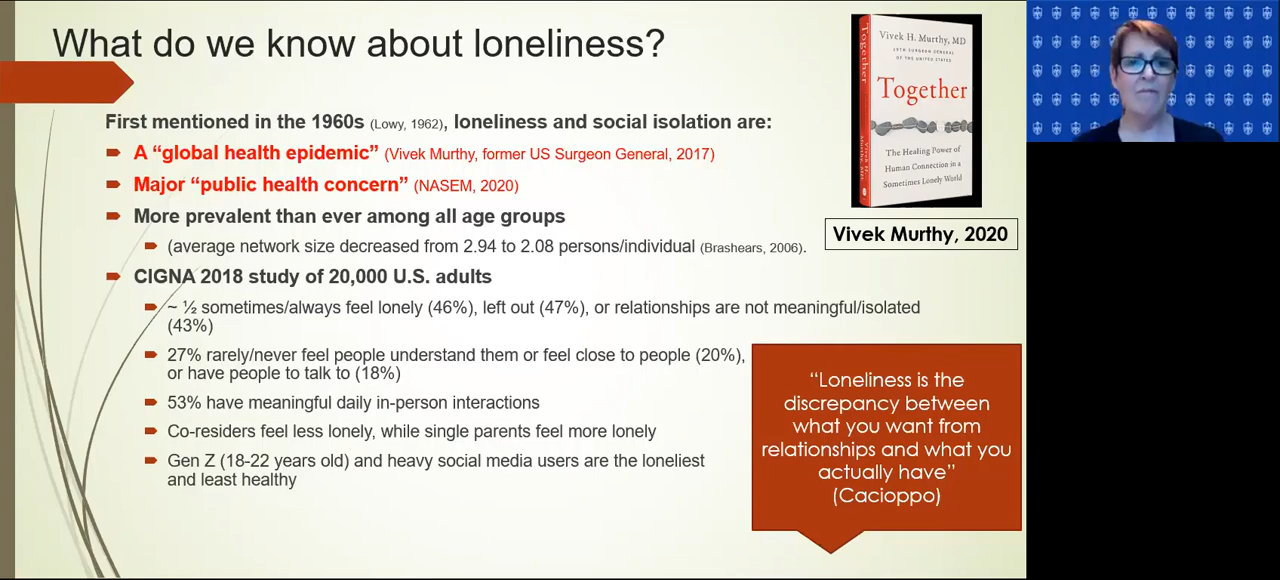 What do we know about loneliness?
First mentioned in the 1960s (Lowy, 1962), loneliness and social isolation are:
A “global health epidemic” (Vivek Murthy, former US Surgeon General, 2017)
Major “public health concern” (NASEM, 2020)
More prevalent than ever among all age groups
(average network size decreased from 2.94 to 2.08 persons/individual (Brashears, 2006).
CIGNA 2018 study of 20,000 U.S. adults
~ ½ sometimes/always feel lonely (46%), left out (47%), or relationships are not meaningful/isolated
(43%)
27% rarely/never feel people understand them or feel close to people (20%),
or have people to talk to (18%)
53% have meaningful daily in-person interactions
Co-residers feel less lonely, while single parents feel more lonely
Gen Z (18-22 years old) and heavy social media users are the loneliest
and least healthy
Vivek H. Murthy, MD
19TH SURGEON GENERAL
OF THE UNITED STATES
Together
The Healing Power of
Human Connection in a
Sometimes Lonely World
Together
Vivek Murthy, 2020
“Loneliness is the
discrepancy between
what you want from
relationships and what you
actually have”
(Cacioppo)